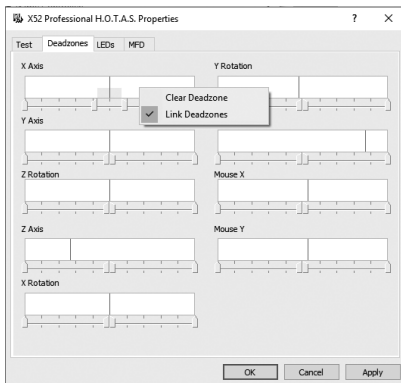 X52 Professional H.O.T.A.S. Properties ? ×
Test Deadzones LEDs MFD
X Axis Y Rotation
Clear Deadzone
Link Deadzones
Y Axis
Z Rotation Mouse X
Z Axis Mouse Y
X Rotation
OK Cancel Apply